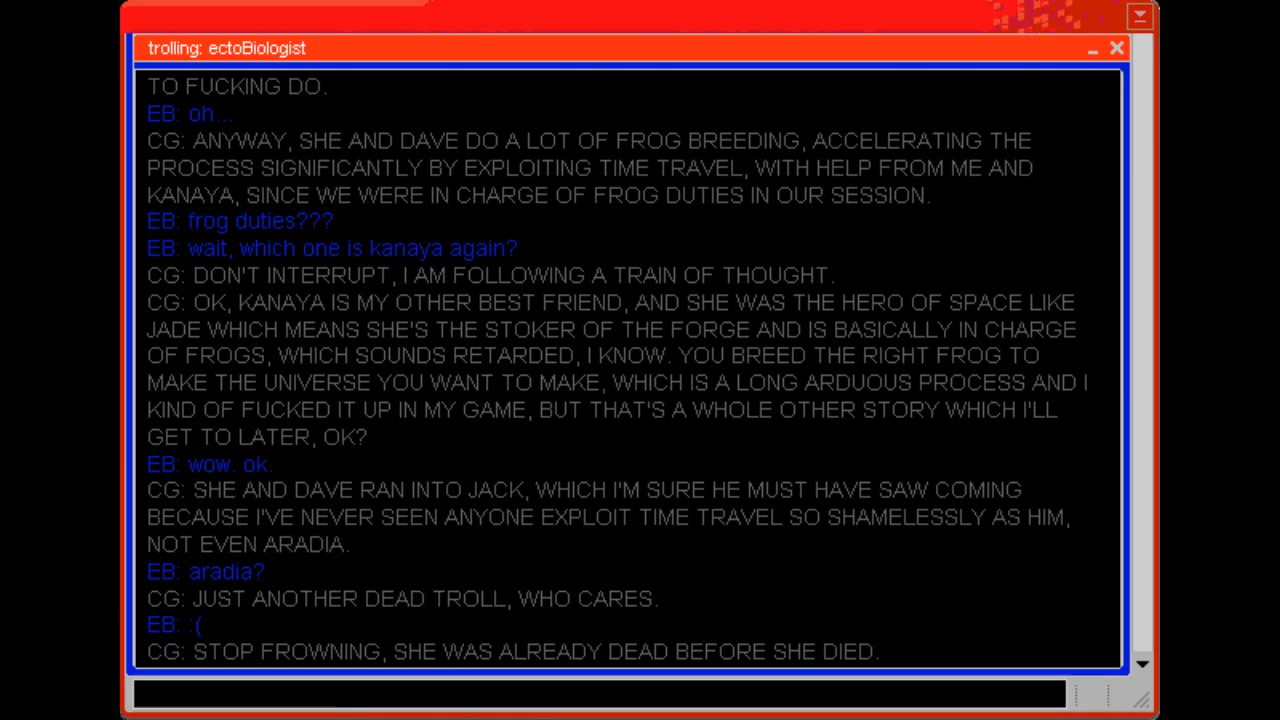 trolling: ectoBiologist
TO FUCKING DO.
EB: oh...
CG: ANYWAY, SHE AND DAVE DO A LOT OF FROG BREEDING, ACCELERATING THE
PROCESS SIGNIFICANTLY BY EXPLOITING TIME TRAVEL, WITH HELP FROM ME AND
KANAYA, SINCE WE WERE IN CHARGE OF FROG DUTIES IN OUR SESSION.
EB: frog duties???
EB: wait, which one is kanaya again?
CG: DON'T INTERRUPT, I AM FOLLOWING A TRAIN OF THOUGHT.
CG: OK, KANAYA IS MY OTHER BEST FRIEND, AND SHE WAS THE HERO OF SPACE LIKE
JADE WHICH MEANS SHE'S THE STOKER OF THE FORGE AND IS BASICALLY IN CHARGE
OF FROGS, WHICH SOUNDS RETARDED, I KNOW. YOU BREED THE RIGHT FROG TO
MAKE THE UNIVERSE YOU WANT TO MAKE, WHICH IS A LONG ARDUOUS PROCESS AND I
KIND OF FUCKED IT UP IN MY GAME, BUT THAT'S A WHOLE OTHER STORY WHICH I'LL
GET TO LATER, OK?
EB: wow. ok.
CG: SHE AND DAVE RAN INTO JACK, WHICH I'M SURE HE MUST HAVE SAW COMING
BECAUSE I'VE NEVER SEEN ANYONE EXPLOIT TIME TRAVEL SO SHAMELESSLY AS HIM,
NOT EVEN ARADIA.
EB: aradia?
CG: JUST ANOTHER DEAD TROLL, WHO CARES.
EB: :(
CG: STOP FROWNING, SHE WAS ALREADY DEAD BEFORE SHE DIED.